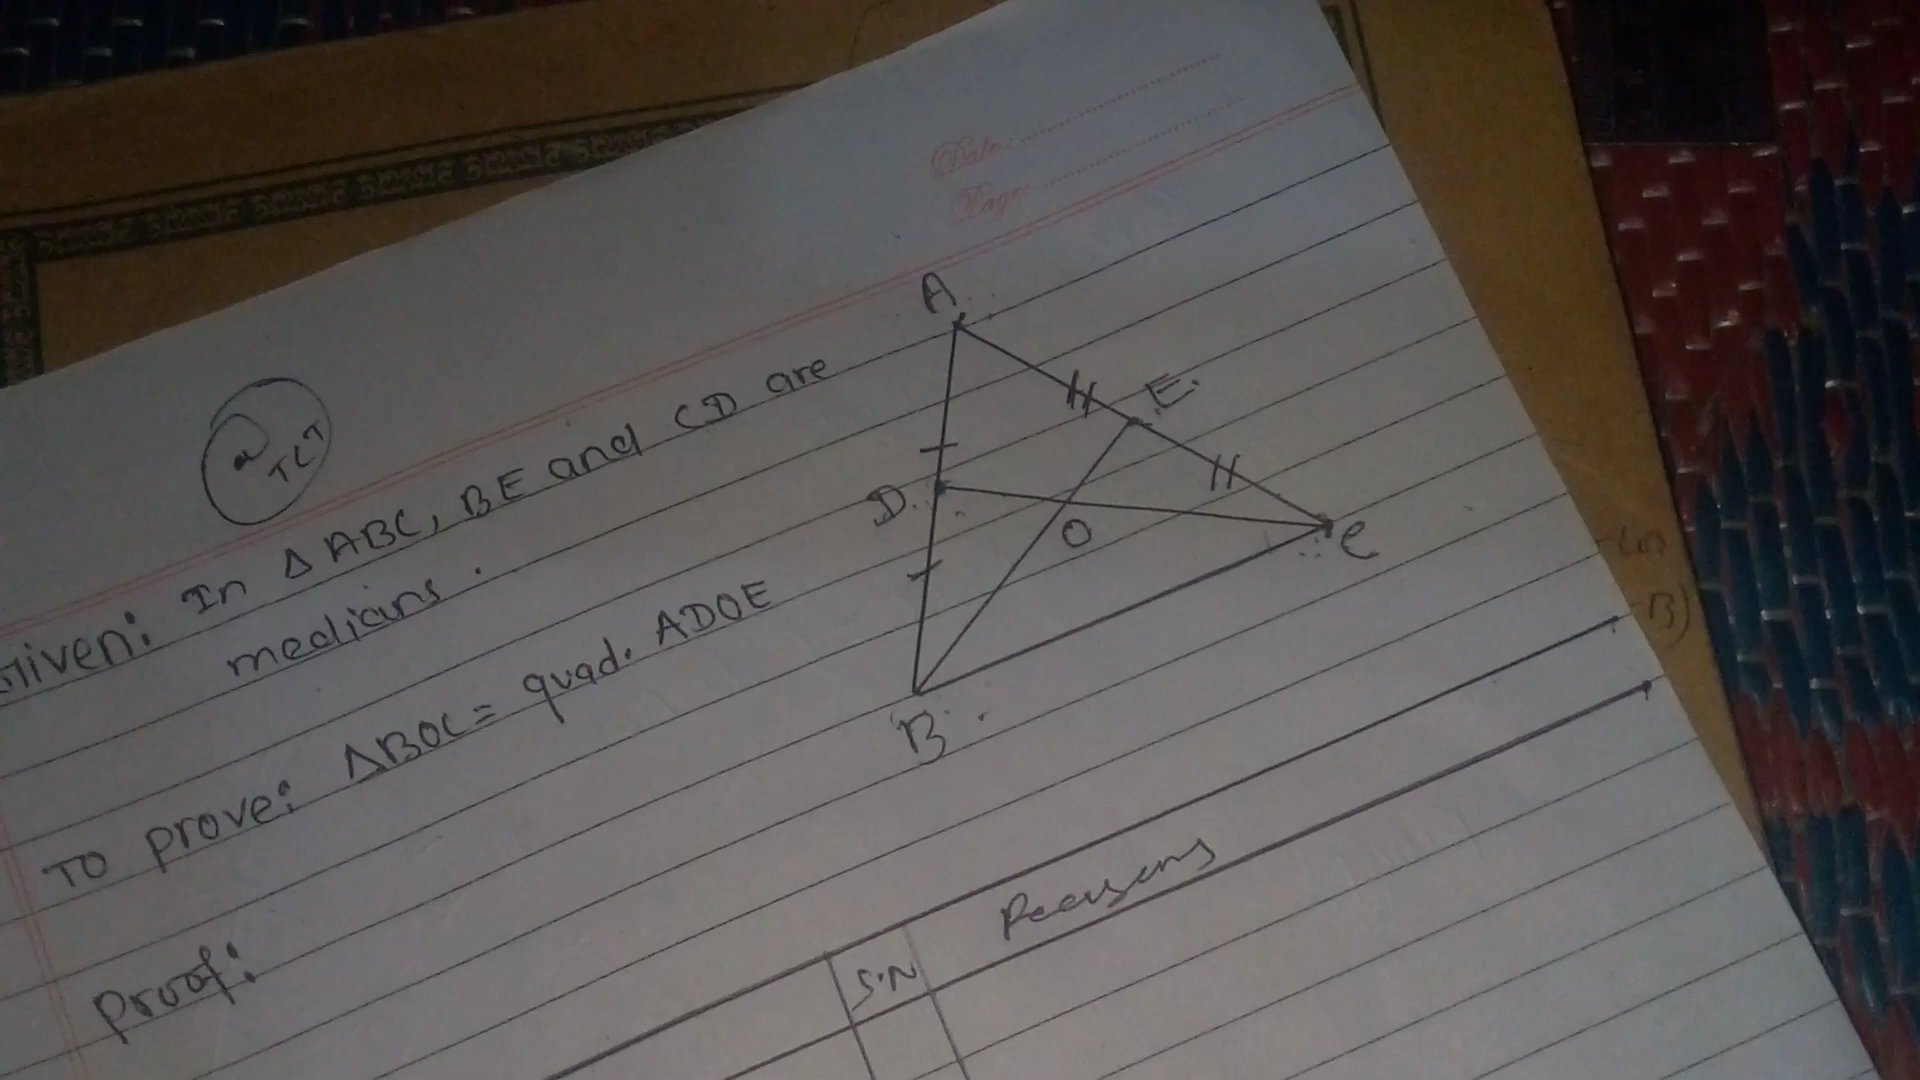 Date:
Page:
TLT
Given: In △ABC, BE and CD are
medians.
To prove: △BOC = quad. ADOE
Proof:
A
E
D
O
C
B
S.N
Reasons